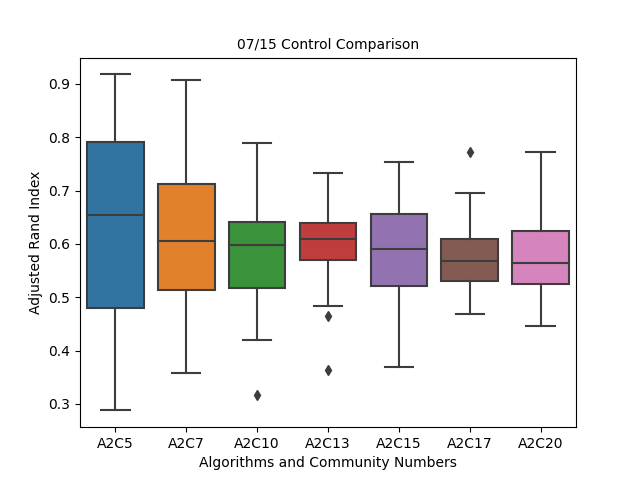 07/15 Control Comparison
Adjusted Rand Index
0.9
0.8
0.7
0.6
0.5
0.4
0.3
A2C5 A2C7 A2C10 A2C13 A2C15 A2C17 A2C20
Algorithms and Community Numbers